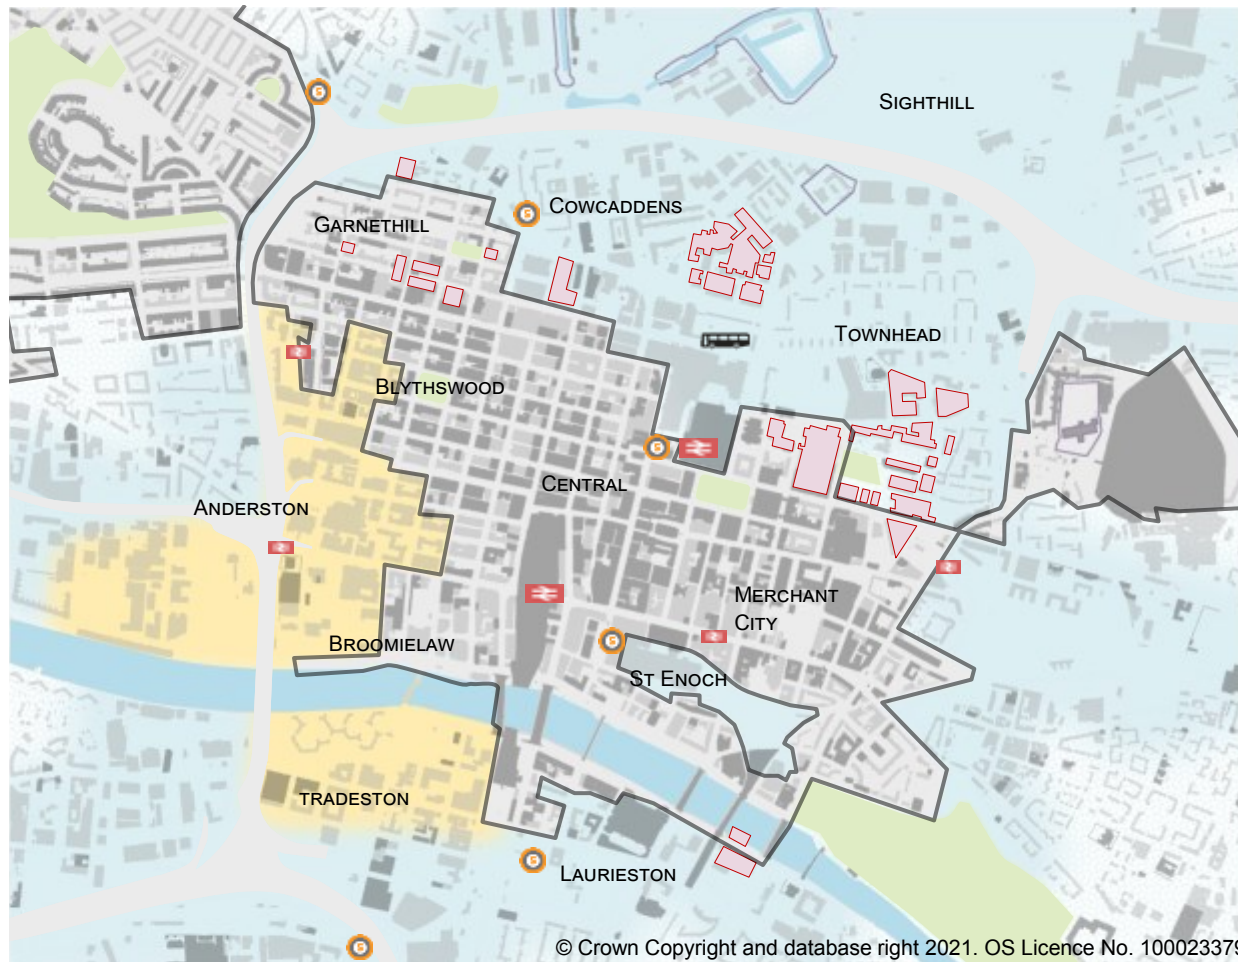 SIGHTHILL
COWCADDENS
GARNETHILL
TOWNHEAD
BLYTHSWOOD
CENTRAL
ANDERSTON
MERCHANT
CITY
BROOMIELAW
ST ENOCH
TRADESTON
LAURIESTON
© Crown Copyright and database right 2021. OS Licence No. 100023379